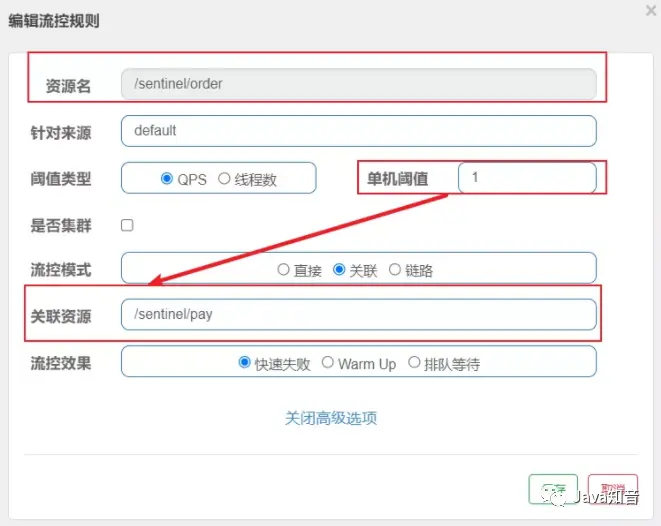 编辑流控规则
资源名 /sentinel/order
针对来源 default
阈值类型 QPS 线程数 单机阈值 1
是否集群
流控模式 直接 关联 链路
关联资源 /sentinel/pay
流控效果 快速失败 Warm Up 排队等待
关闭高级选项
取消
Java知音